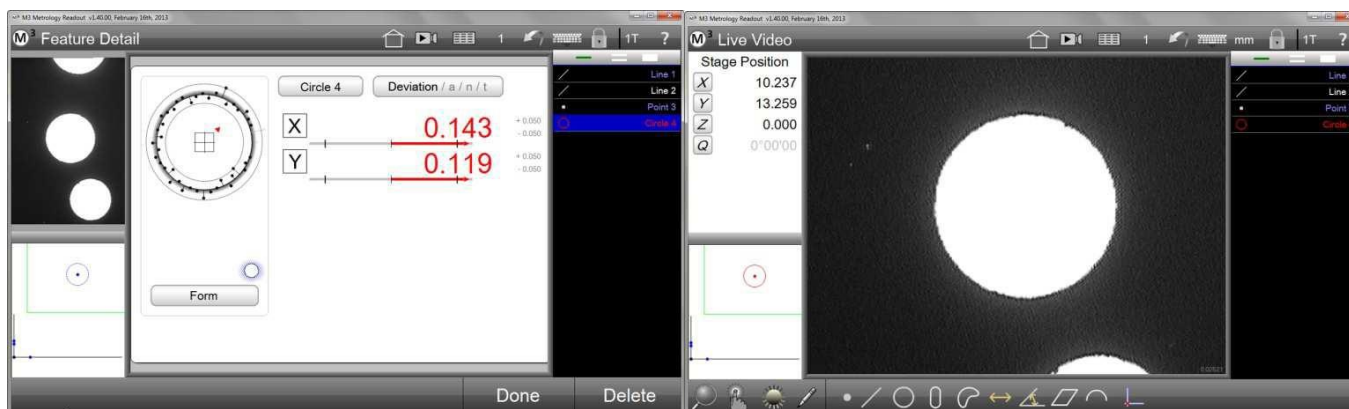 M3 Metrology Readout v1.40.00, February 16th, 2013
M3 Feature Detail
1
1T
?
Circle 4
Deviation / a / n / t
X
0.143
+ 0.050
- 0.050
Y
0.119
+ 0.050
- 0.050
Form
Line 1
Line 2
Point 3
Circle 4
Done
Delete
M3 Metrology Readout v1.40.00, February 16th, 2013
M3 Live Video
1
mm
1T
?
Stage Position
X 10.237
Y 13.259
Z 0.000
Q 0°00'00
Line
Line
Point
Circle